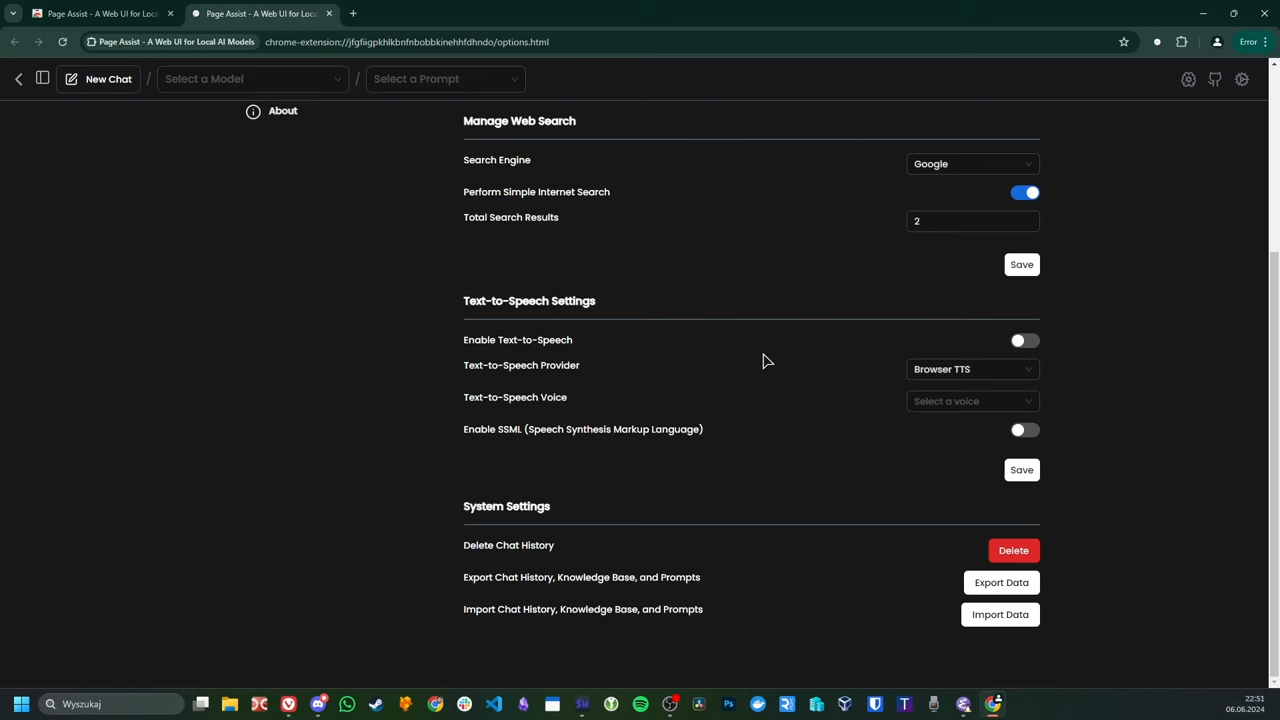 Page Assist - A Web UI for Loca
Page Assist - A Web UI for Loca
Page Assist - A Web UI for Local AI Models
chrome-extension://jfgfiigpkhlkbnfnbobbkinehhfdhndo/options.html
Error
New Chat / Select a Model / Select a Prompt
About
Manage Web Search
Search Engine
Google
Perform Simple Internet Search
Total Search Results
2
Save
Text-to-Speech Settings
Enable Text-to-Speech
Text-to-Speech Provider
Browser TTS
Text-to-Speech Voice
Select a voice
Enable SSML (Speech Synthesis Markup Language)
Save
System Settings
Delete Chat History
Delete
Export Chat History, Knowledge Base, and Prompts
Export Data
Import Chat History, Knowledge Base, and Prompts
Import Data
Wyszukaj
22:51
06.06.2024